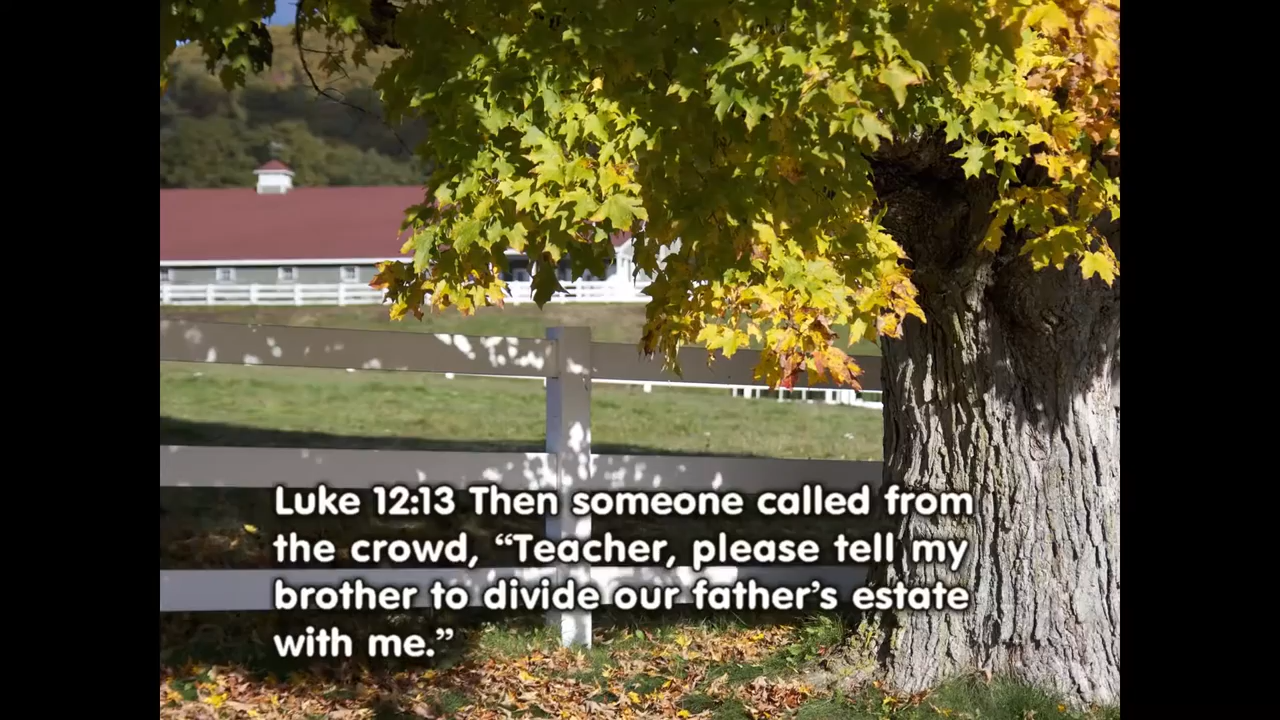 Luke 12:13 Then someone called from
the crowd, “Teacher, please tell my
brother to divide our father’s estate
with me.”